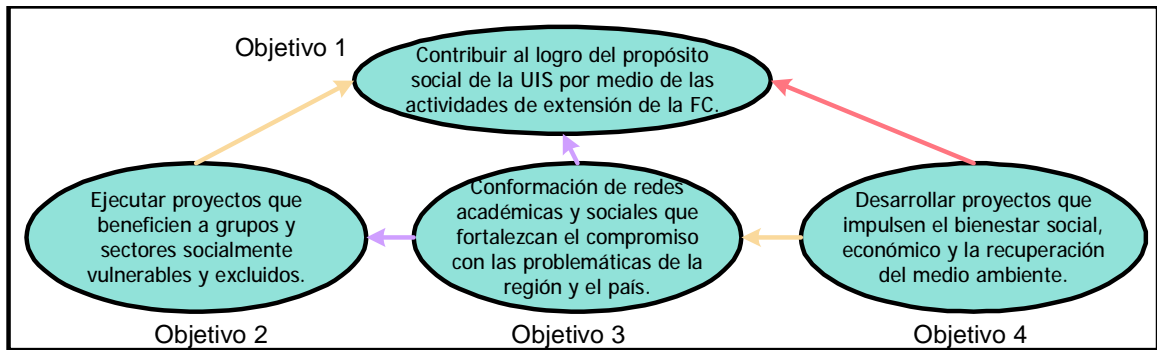 Objetivo 1
Contribuir al logro del propósito
social de la UIS por medio de las
actividades de extensión de la FC.
Ejecutar proyectos que
beneficien a grupos y
sectores socialmente
vulnerables y excluidos.
Conformación de redes
académicas y sociales que
fortalezcan el compromiso
con las problemáticas de la
región y el país.
Desarrollar proyectos que
impulsen el bienestar social,
económico y la recuperación
del medio ambiente.
Objetivo 2
Objetivo 3
Objetivo 4